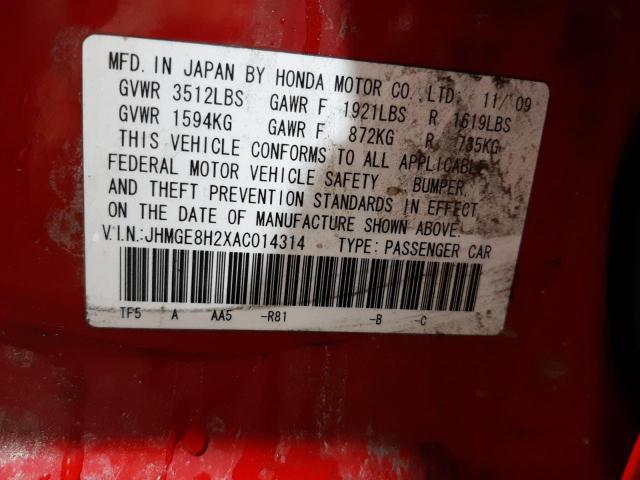 MFD. IN JAPAN BY HONDA MOTOR CO., LTD. 11/'09
GVWR 3512LBS GAWR F 1921LBS R 1619LBS
GVWR 1594KG GAWR F 872KG R 735KG
THIS VEHICLE CONFORMS TO ALL APPLICABLE
FEDERAL MOTOR VEHICLE SAFETY BUMPER,
AND THEFT PREVENTION STANDARDS IN EFFECT
ON THE DATE OF MANUFACTURE SHOWN ABOVE.
V.I.N.:JHMGE8H2XAC014314 TYPE: PASSENGER CAR
TF5 A AA5 -R81 -B -C